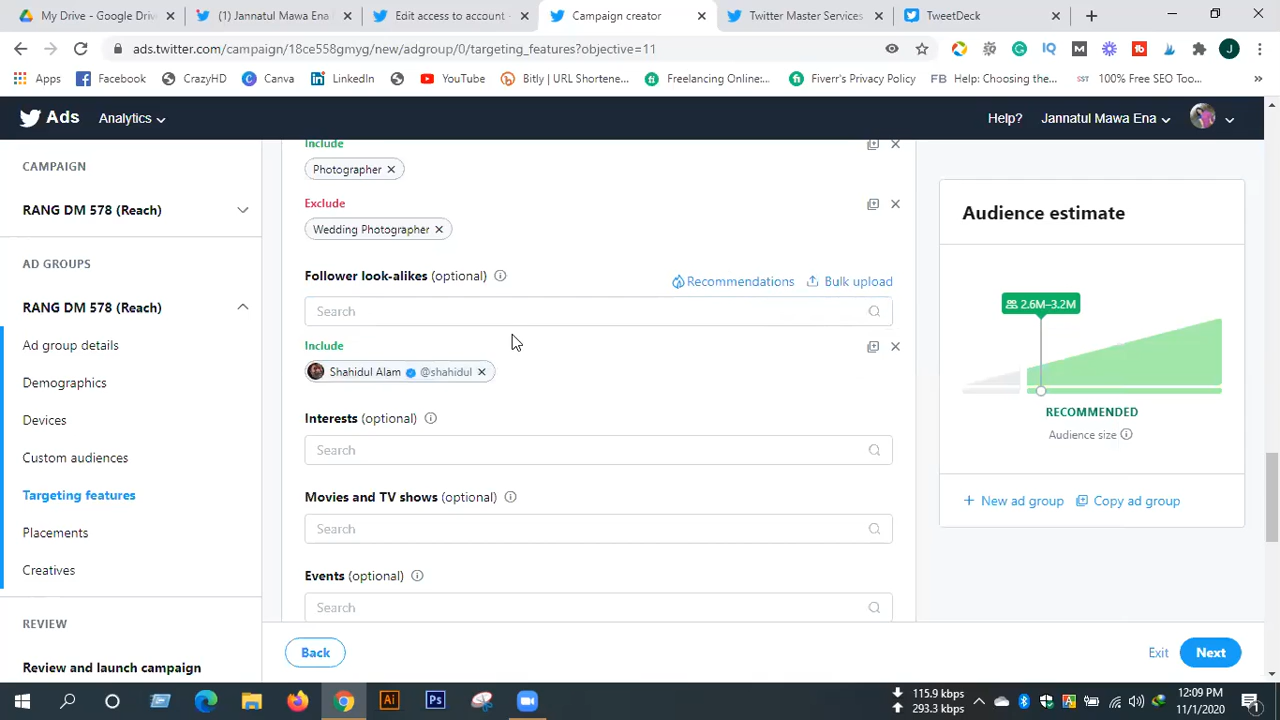 My Drive - Google Driv
(1) Jannatul Mawa Ena
Edit access to account
Campaign creator
Twitter Master Services
TweetDeck
ads.twitter.com/campaign/18ce558gmyg/new/adgroup/0/targeting_features?objective=11
Apps
Facebook
CrazyHD
Canva
LinkedIn
YouTube
Bitly | URL Shortene...
Freelancing Online:...
Fiverr's Privacy Policy
FB Help: Choosing the...
SST 100% Free SEO Too...
Ads
Analytics
Help?
Jannatul Mawa Ena
CAMPAIGN
RANG DM 578 (Reach)
AD GROUPS
RANG DM 578 (Reach)
Ad group details
Demographics
Devices
Custom audiences
Targeting features
Placements
Creatives
REVIEW
Review and launch campaign
Include
Photographer
Exclude
Wedding Photographer
Follower look-alikes (optional)
Recommendations
Bulk upload
Search
Include
Shahidul Alam @shahidul
Interests (optional)
Search
Movies and TV shows (optional)
Search
Events (optional)
Search
Back
Exit
Next
Audience estimate
2.6M–3.2M
RECOMMENDED
Audience size
+ New ad group
Copy ad group
115.9 kbps
293.3 kbps
12:09 PM
11/1/2020